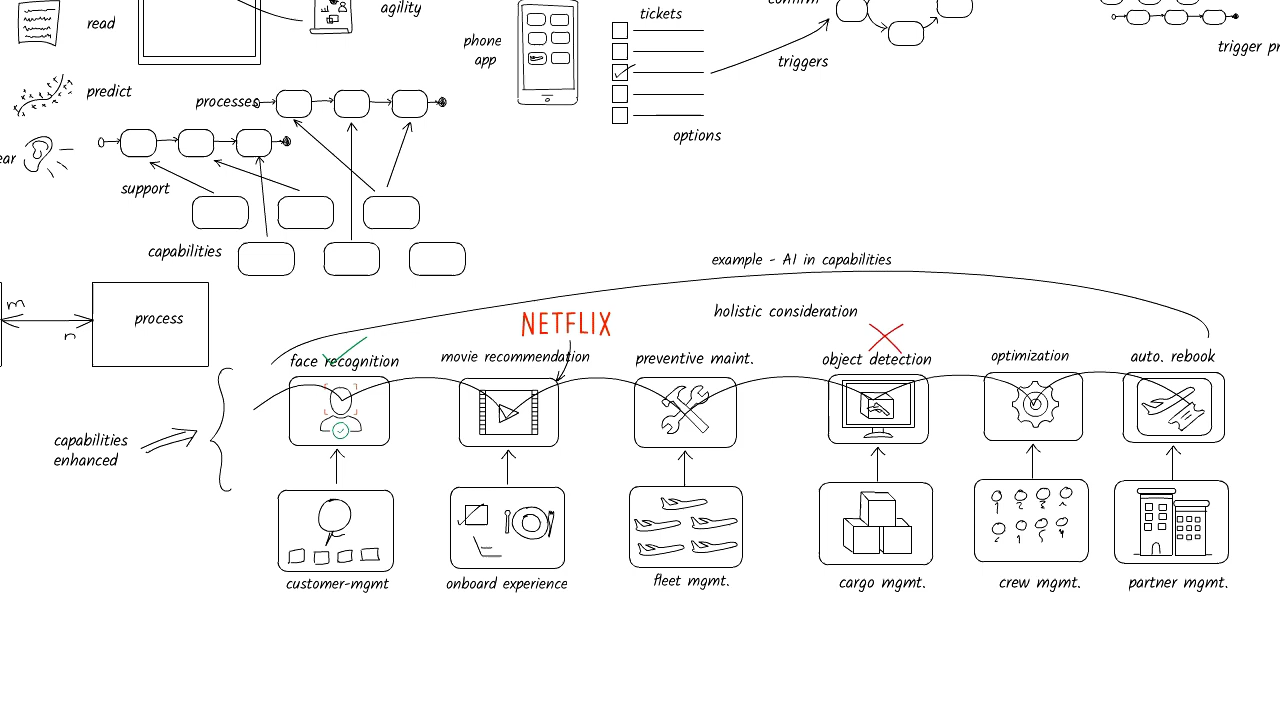 agility
read
tickets
confirm
phone
app
triggers
trigger
predict
processes
options
support
capabilities
example - AI in capabilities
m
n
process
holistic consideration
NETFLIX
face recognition
movie recommendation
preventive maint.
object detection
optimization
auto. rebook
capabilities
enhanced
customer-mgmt
onboard experience
fleet mgmt.
cargo mgmt.
crew mgmt.
partner mgmt.